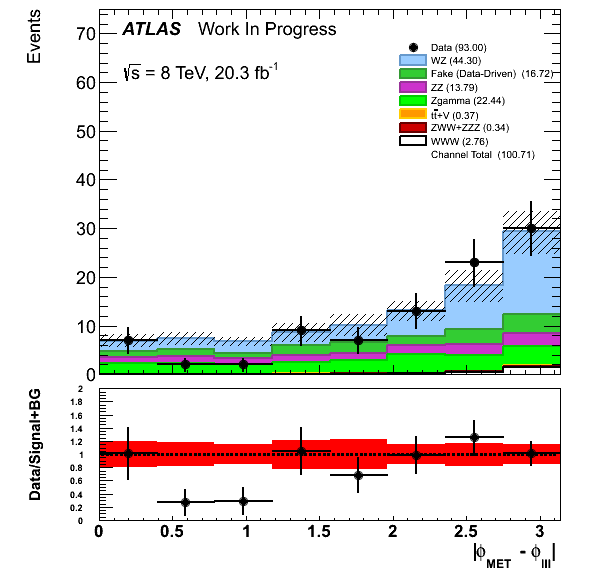 Events
ATLAS Work In Progress
√s = 8 TeV, 20.3 fb-1
Data (93.00)
WZ (44.30)
Fake (Data-Driven) (16.72)
ZZ (13.79)
Zgamma (22.44)
tt̄+V (0.37)
ZWW+ZZZ (0.34)
WWW (2.76)
Channel Total (100.71)
70
60
50
40
30
20
10
0
Data/Signal+BG
2
1.8
1.6
1.4
1.2
1
0.8
0.6
0.4
0.2
0
0 0.5 1 1.5 2 2.5 3
|ϕMET - ϕlll|